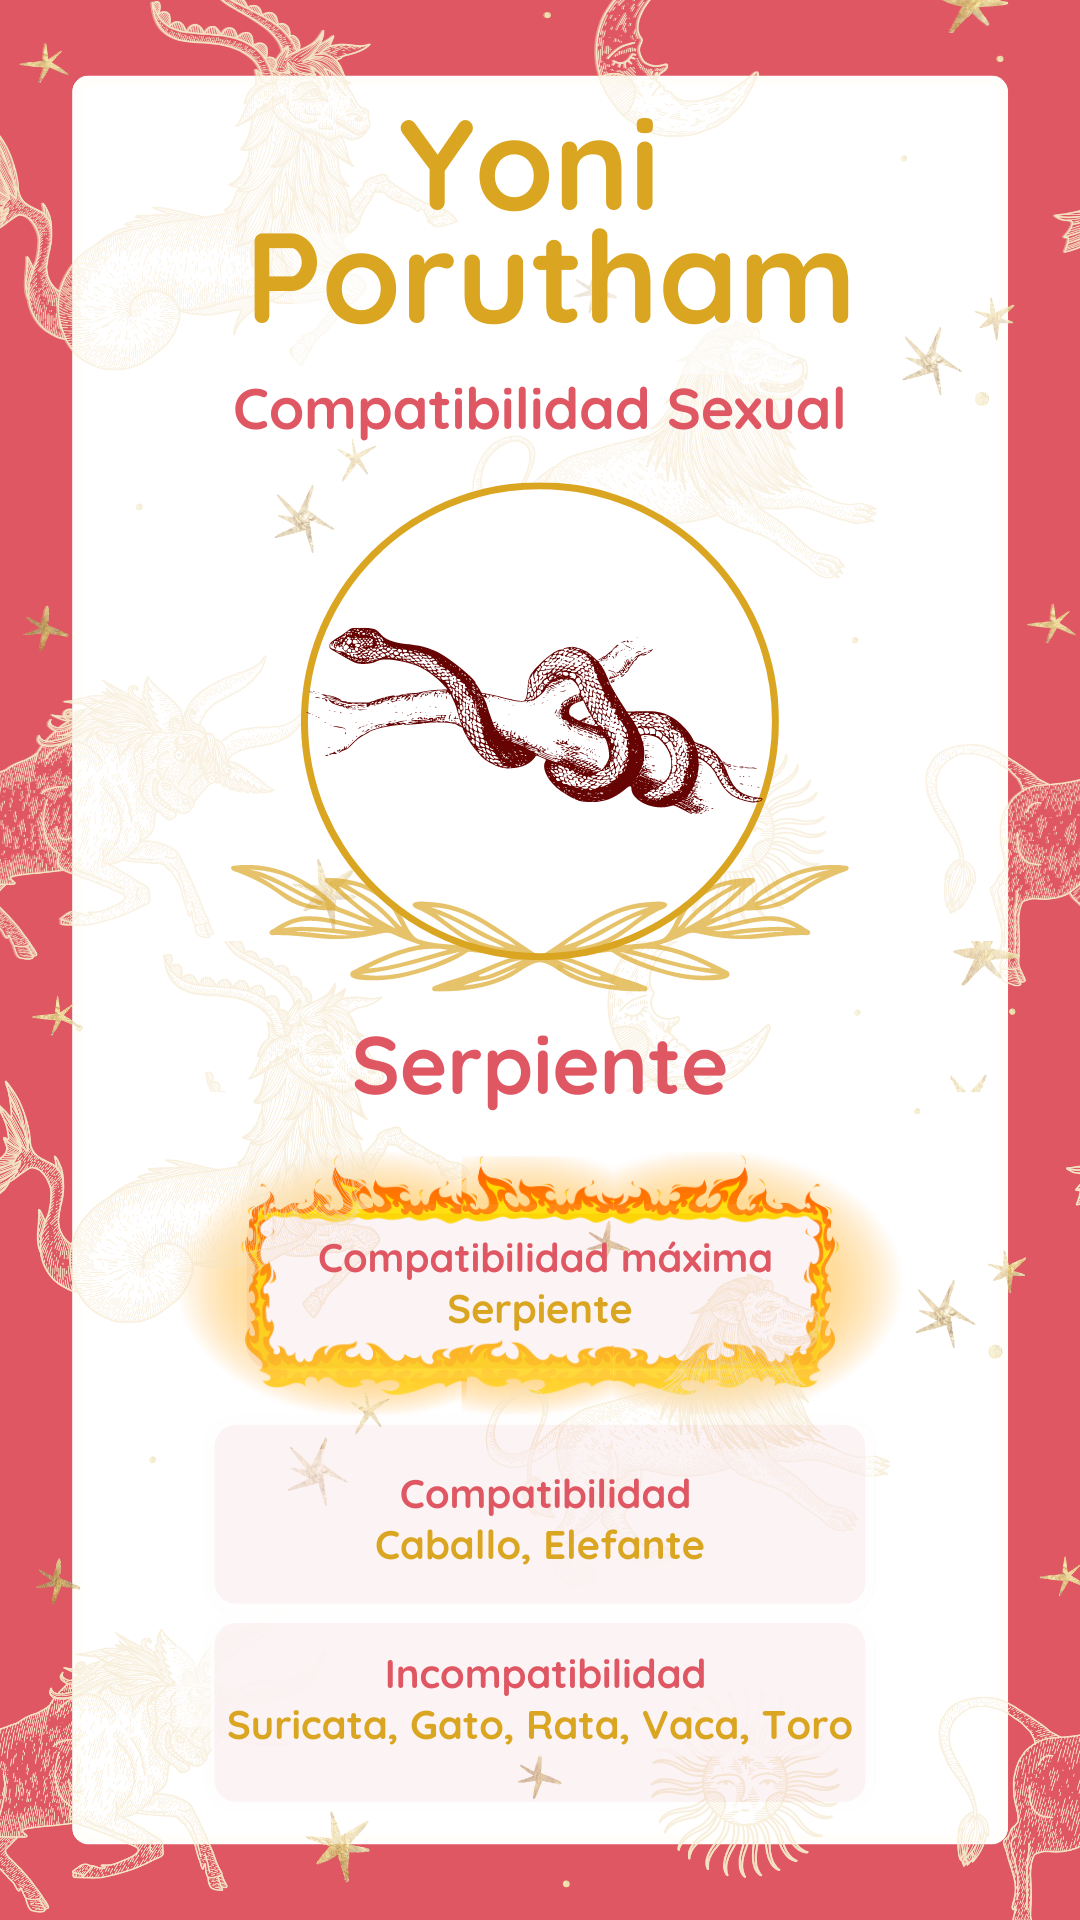 Yoni
Porutham
Compatibilidad Sexual
Serpiente
Compatibilidad máxima
Serpiente
Compatibilidad
Caballo, Elefante
Incompatibilidad
Suricata, Gato, Rata, Vaca, Toro